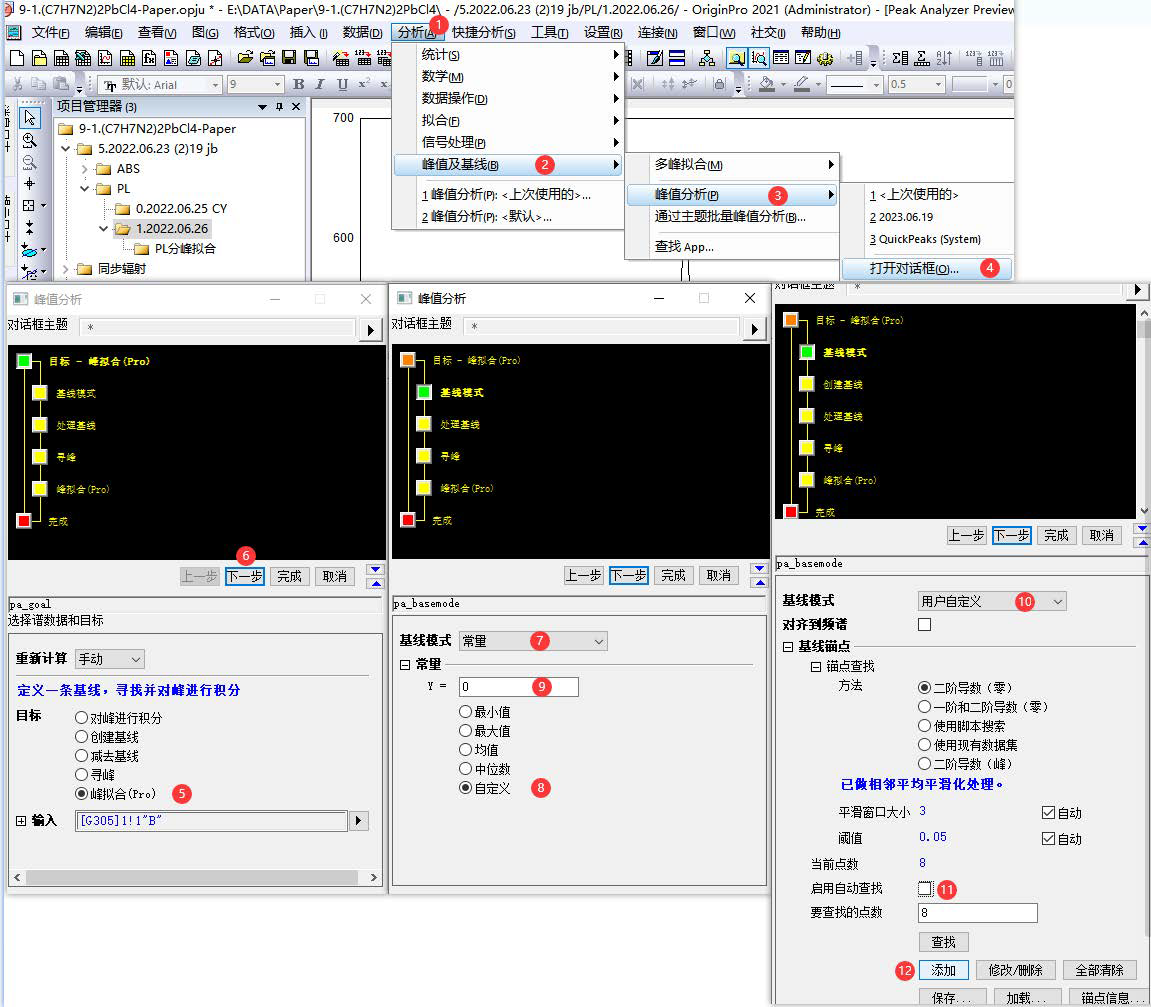 9-1.(C7H7N2)2PbCl4-Paper.opju * - E:\DATA\Paper\9-1.(C7H7N2)2PbCl4\ - /5.2022.06.23 (2)19 jb/PL/1.2022.06.26/ - OriginPro 2021 (Administrator) - [Peak Analyzer Preview
文件(F) 编辑(E) 查看(V) 图(G) 格式(O) 插入(I) 数据(D) 分析(A) 1 快捷分析(S) 工具(T) 设置(R) 连接(N) 窗口(W) 社交(I) 帮助(H)
默认: Arial 9 B I U x² x 0.5 0
项目管理器 (3)
9-1.(C7H7N2)2PbCl4-Paper
5.2022.06.23 (2)19 jb
ABS
PL
0.2022.06.25 CY
1.2022.06.26
PL分峰拟合
同步辐射
700
600
统计(S)
数学(M)
数据操作(D)
拟合(F)
信号处理(P)
峰值及基线(B) 2
1 峰值分析(P): <上次使用的>...
2 峰值分析(P): <默认>...
多峰拟合(M)
峰值分析(P) 3
通过主题批量峰值分析(B)...
查找 App...
1 <上次使用的>
2 2023.06.19
3 QuickPeaks (System)
打开对话框(O)... 4
峰值分析
对话框主题 *
目标 - 峰拟合(Pro)
基线模式
处理基线
寻峰
峰拟合(Pro)
完成
6
上一步 下一步 完成 取消
pa_goal
选择谱数据和目标
重新计算 手动
定义一条基线，寻找并对峰进行积分
目标 对峰进行积分
创建基线
减去基线
寻峰
峰拟合(Pro) 5
输入 [G305]1!1"B"
峰值分析
对话框主题 *
目标 - 峰拟合(Pro)
基线模式
处理基线
寻峰
峰拟合(Pro)
完成
上一步 下一步 完成 取消
pa_basemode
基线模式 常量 7
常量
Y = 0 9
最小值
最大值
均值
中位数
自定义 8
对话框主题 *
目标 - 峰拟合(Pro)
基线模式
创建基线
处理基线
寻峰
峰拟合(Pro)
完成
上一步 下一步 完成 取消
pa_basemode
基线模式 用户自定义 10
对齐到频谱
基线锚点
锚点查找
方法 二阶导数（零）
一阶和二阶导数（零）
使用脚本搜索
使用现有数据集
二阶导数（峰）
已做相邻平均平滑化处理。
平滑窗口大小 3 自动
阈值 0.05 自动
当前点数 8
启用自动查找 11
要查找的点数 8
查找
12 添加 修改/删除 全部清除
保存... 加载... 锚点信息...